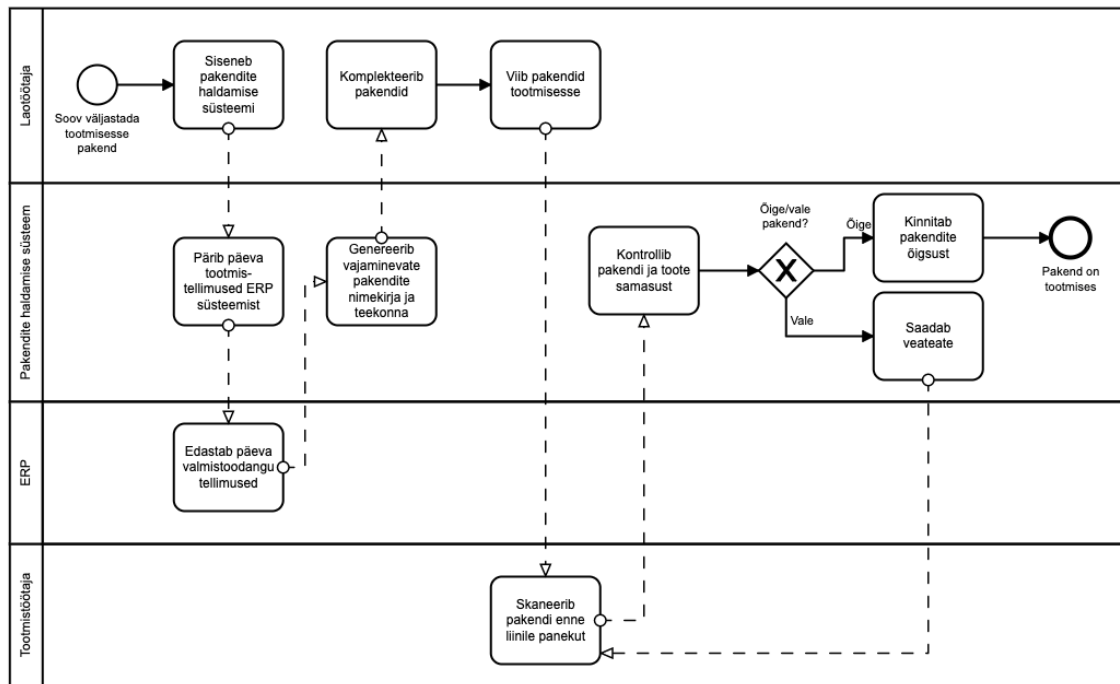 Laotöötaja
Soov väljastada
tootmisesse
pakend
Siseneb
pakendite
haldamise
süsteemi
Komplekteerib
pakendid
Viib pakendid
tootmisesse
Pakendite haldamise süsteem
Pärib päeva
tootmis-
tellimused ERP
süsteemist
Genereerib
vajaminevate
pakendite
nimekirja ja
teekonna
Kontrollib
pakendi ja toote
samasust
Õige/vale
pakend?
Õige
Vale
Kinnitab
pakendite
õigsust
Saadab
veateate
Pakend on
tootmises
ERP
Edastab päeva
valmistoodangu
tellimused
Tootmistöötaja
Skaneerib
pakendi enne
liinile panekut